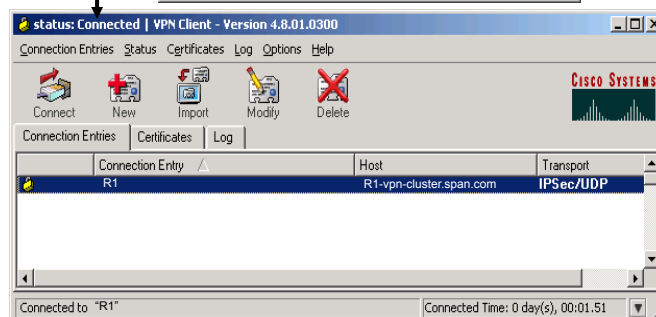 status: Connected | VPN Client - Version 4.8.01.0300
Connection Entries Status Certificates Log Options Help
Connect New Import Modify Delete
CISCO SYSTEMS
Connection Entries Certificates Log
Connection Entry Host Transport
R1 R1-vpn-cluster.span.com IPSec/UDP
Connected to "R1" Connected Time: 0 day(s), 00:01.51